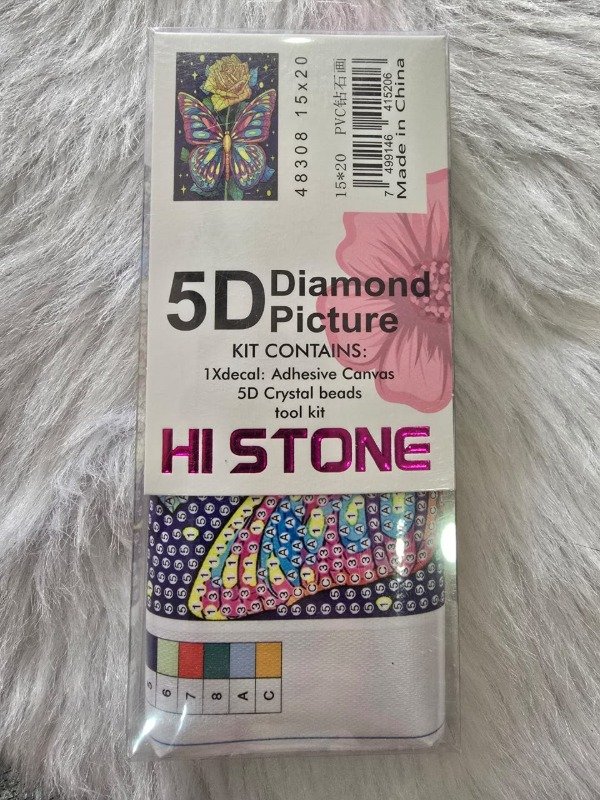 48308 15x20
15*20 PVC钻石画
7 499146 415206
Made in China
5D Diamond
Picture
KIT CONTAINS:
1Xdecal: Adhesive Canvas
5D Crystal beads
tool kit
HI STONE
5 6 7 8 A C